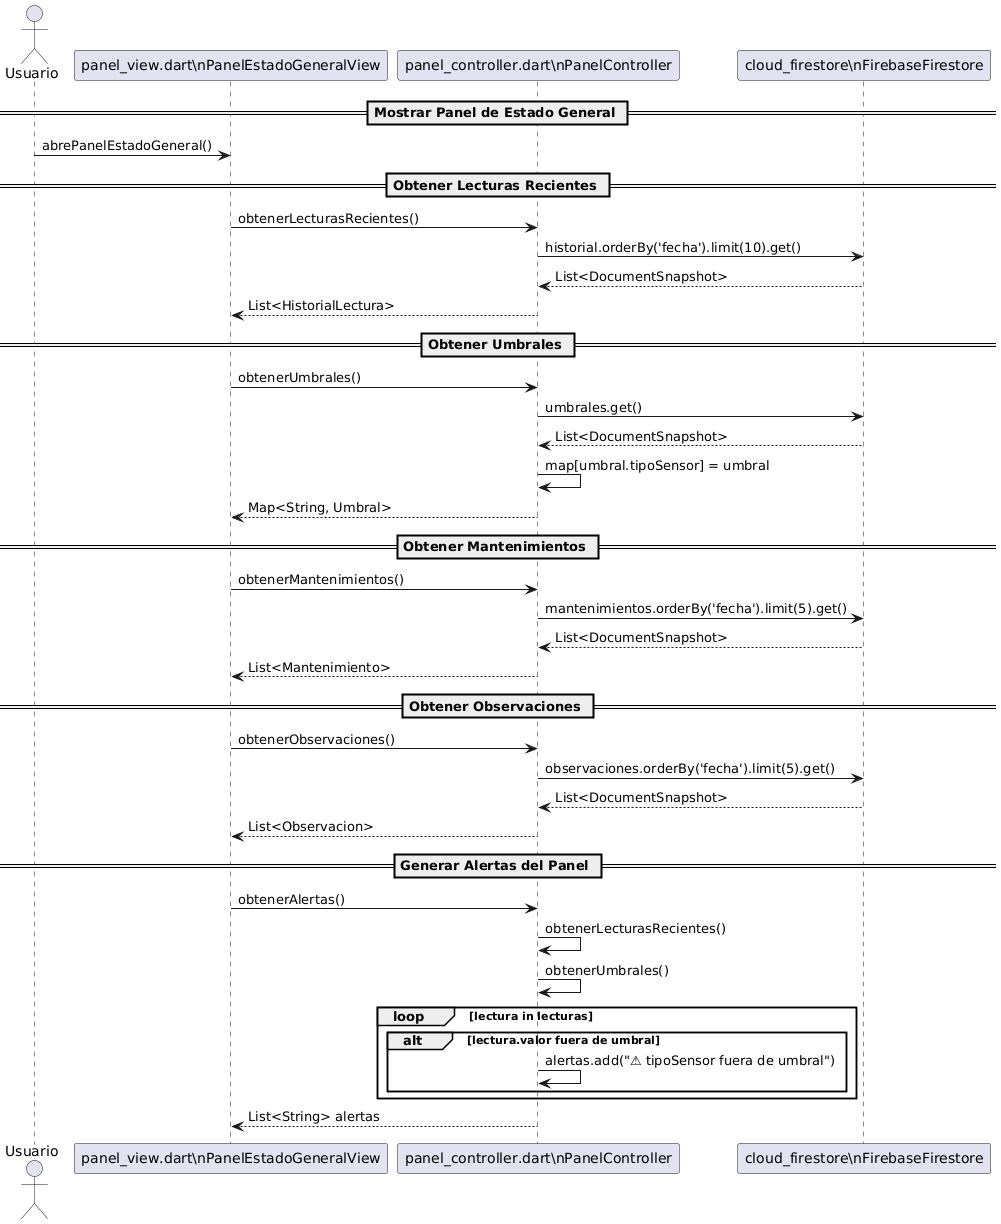 Usuario
panel_view.dart\nPanelEstadoGeneralView
panel_controller.dart\nPanelController
cloud_firestore\nFirebaseFirestore
Mostrar Panel de Estado General
abrePanelEstadoGeneral()
Obtener Lecturas Recientes
obtenerLecturasRecientes()
historial.orderBy('fecha').limit(10).get()
List<DocumentSnapshot>
List<HistorialLectura>
Obtener Umbrales
obtenerUmbrales()
umbrales.get()
List<DocumentSnapshot>
map[umbral.tipoSensor] = umbral
Map<String, Umbral>
Obtener Mantenimientos
obtenerMantenimientos()
mantenimientos.orderBy('fecha').limit(5).get()
List<DocumentSnapshot>
List<Mantenimiento>
Obtener Observaciones
obtenerObservaciones()
observaciones.orderBy('fecha').limit(5).get()
List<DocumentSnapshot>
List<Observacion>
Generar Alertas del Panel
obtenerAlertas()
obtenerLecturasRecientes()
obtenerUmbrales()
loop [lectura in lecturas]
alt [lectura.valor fuera de umbral]
alertas.add("⚠ tipoSensor fuera de umbral")
List<String> alertas
Usuario
panel_view.dart\nPanelEstadoGeneralView
panel_controller.dart\nPanelController
cloud_firestore\nFirebaseFirestore